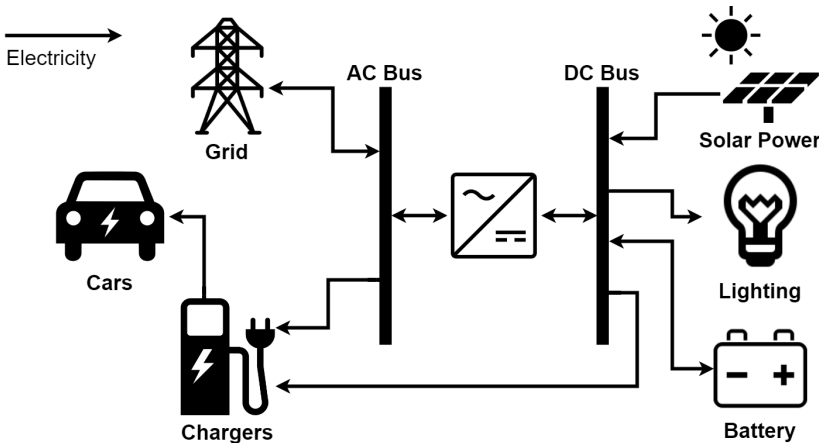 Electricity
Grid
AC Bus
DC Bus
Solar Power
Cars
Lighting
Chargers
Battery